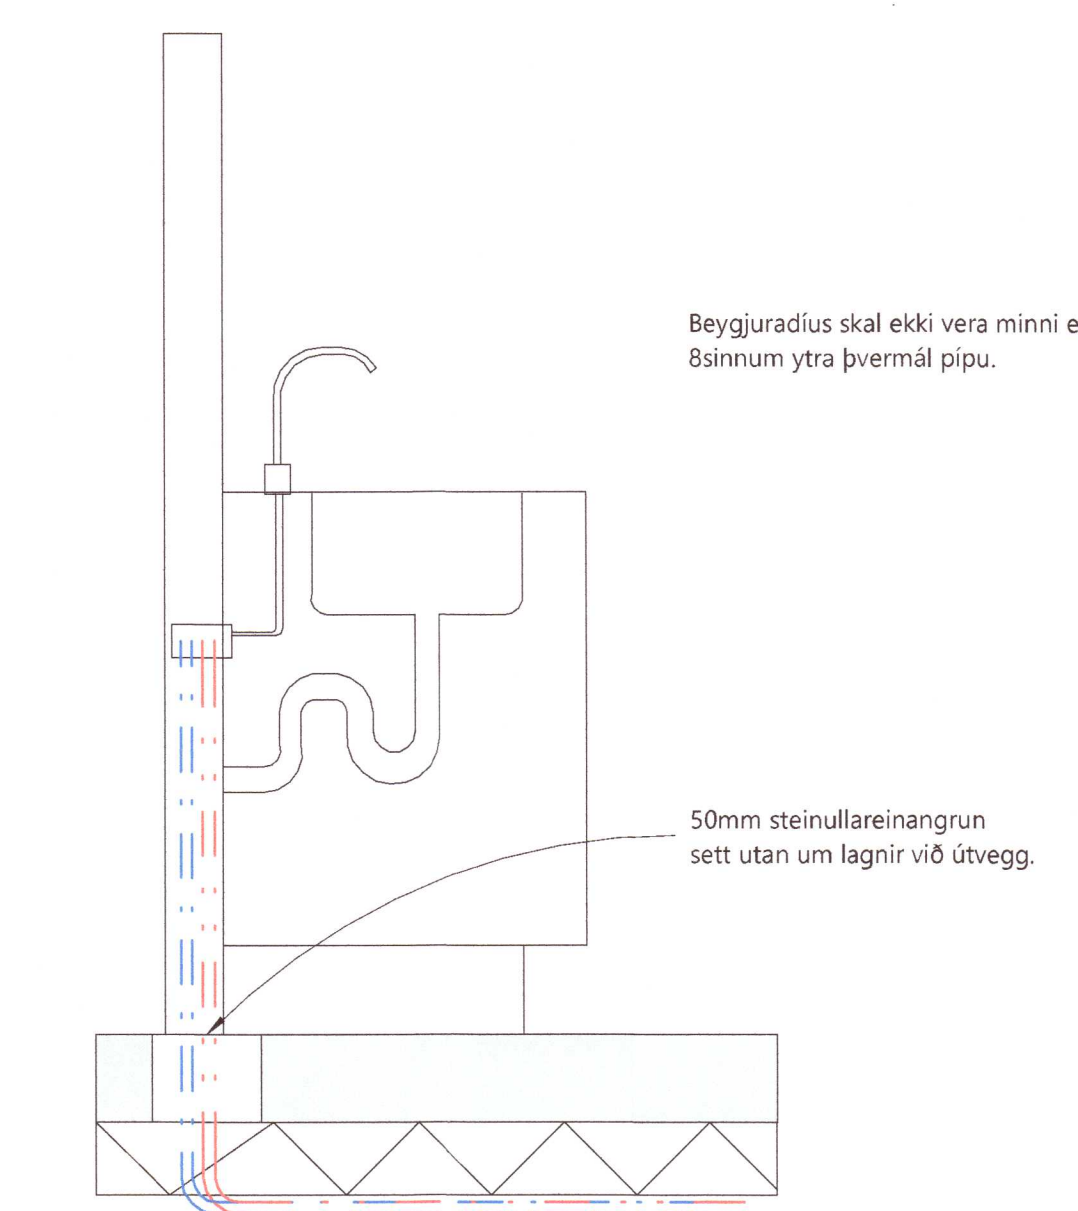 Beygjuradíus skal ekki vera minni e
8sinnum ytra þvermál pípu.
50mm steinullareinangrun
sett utan um lagnir við útvegg.